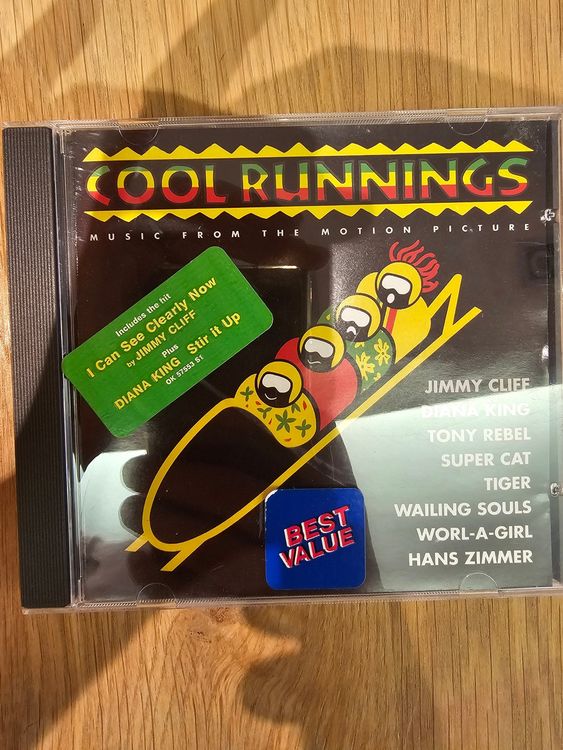 COOL RUNNINGS
MUSIC FROM THE MOTION PICTURE
Includes the hit
I Can See Clearly Now
by JIMMY CLIFF
Plus
DIANA KING Stir it Up
OK 57553 S1
JIMMY CLIFF
DIANA KING
TONY REBEL
SUPER CAT
TIGER
WAILING SOULS
WORL-A-GIRL
HANS ZIMMER
BEST
VALUE